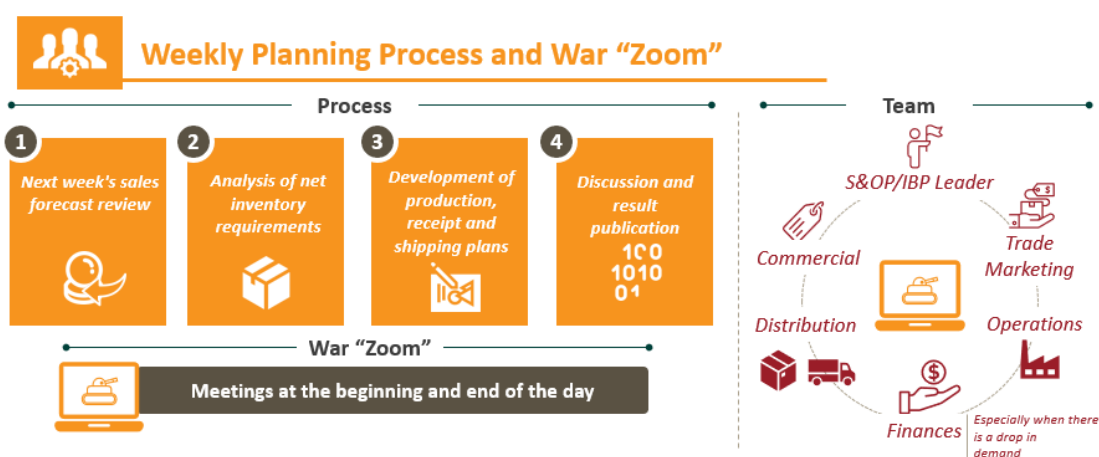 Weekly Planning Process and War “Zoom”
Process
1
Next week's sales
forecast review
2
Analysis of net
inventory
requirements
3
Development of
production,
receipt and
shipping plans
4
Discussion and
result
publication
100
1010
01
War “Zoom”
Meetings at the beginning and end of the day
Team
S&OP/IBP Leader
$
Trade
Marketing
Operations
$
Finances
Especially when there
is a drop in
demand
Distribution
Commercial